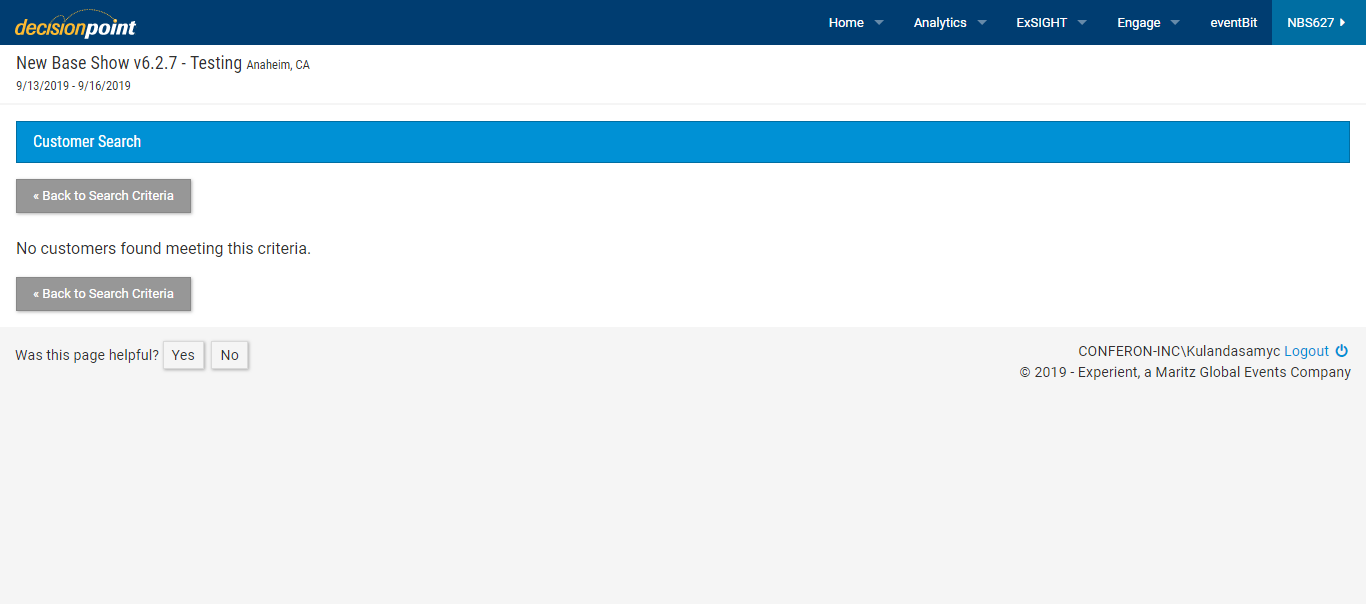 decisionpoint
Home Analytics ExSIGHT Engage eventBit NBS627
New Base Show v6.2.7 - Testing Anaheim, CA
9/13/2019 - 9/16/2019
Customer Search
« Back to Search Criteria
No customers found meeting this criteria.
« Back to Search Criteria
Was this page helpful? Yes No
CONFERON-INC\Kulandasamyc Logout
© 2019 - Experient, a Maritz Global Events Company